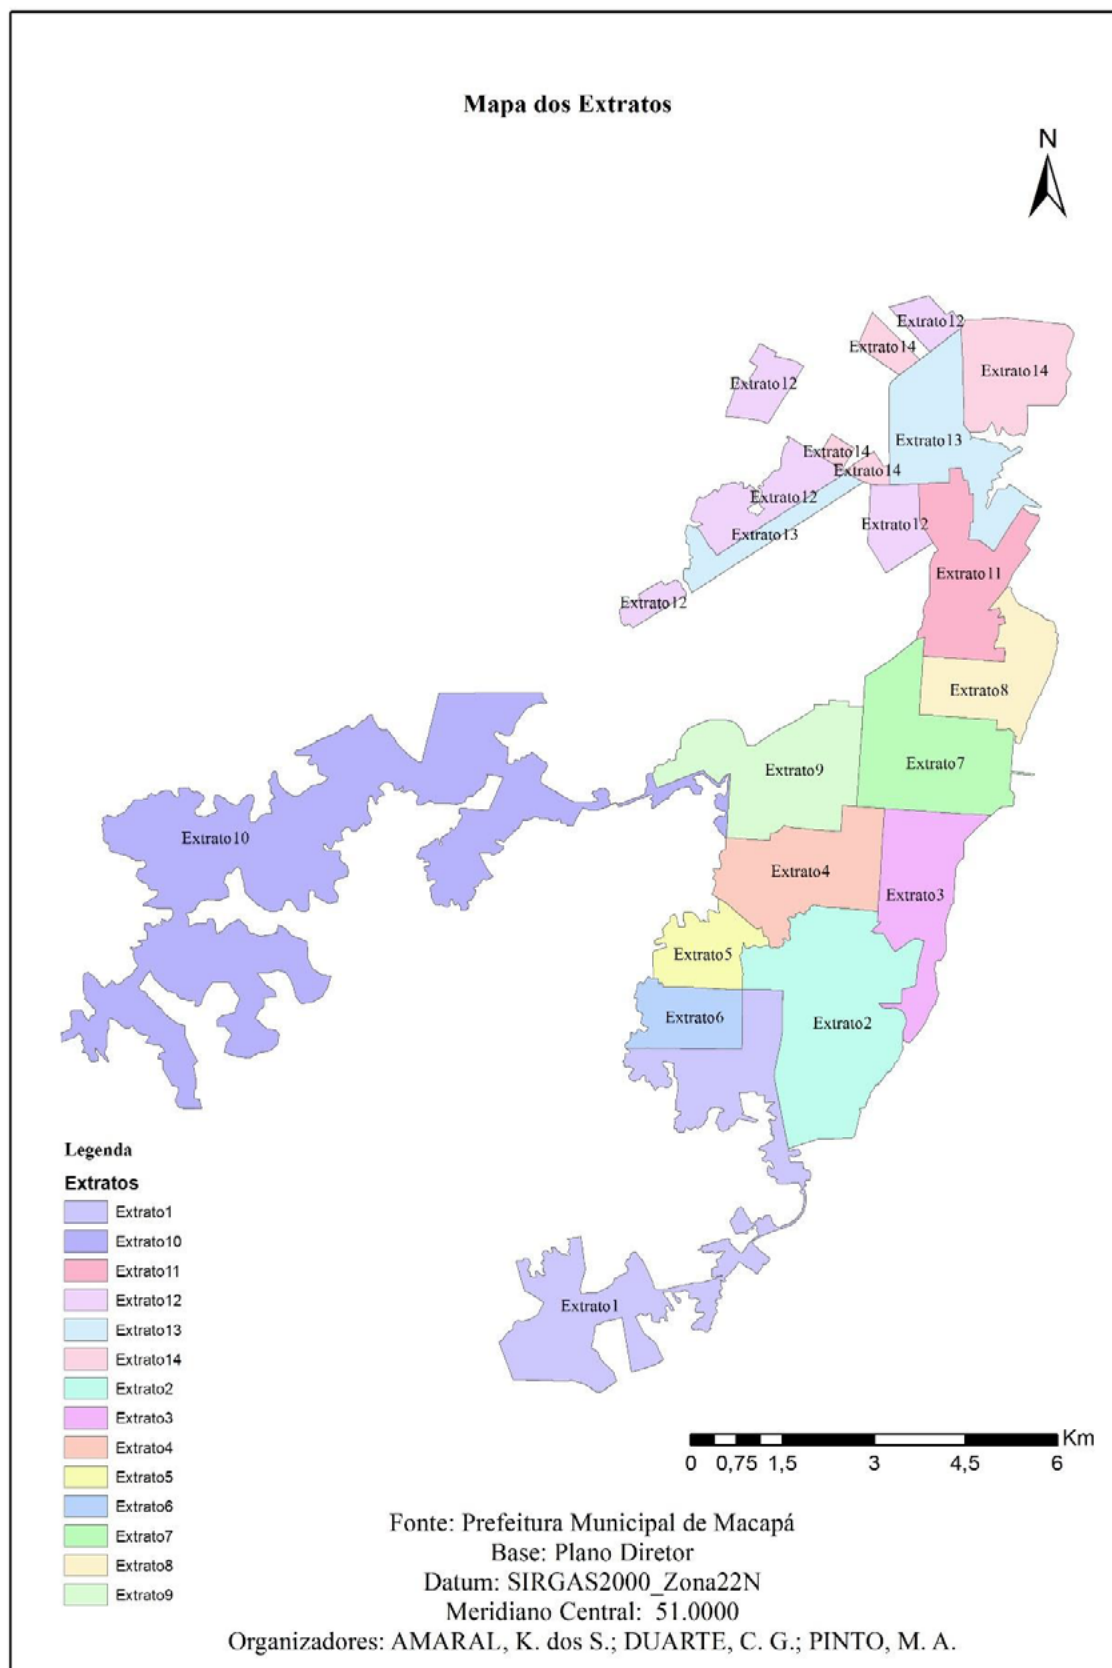 Mapa dos Extratos
N
Extrato12
Extrato14
Extrato14
Extrato12
Extrato13
Extrato14
Extrato14
Extrato12
Extrato12
Extrato13
Extrato11
Extrato12
Extrato8
Extrato7
Extrato9
Extrato10
Extrato4
Extrato3
Extrato5
Extrato6
Extrato2
Extrato1
Legenda
Extratos
Extrato1
Extrato10
Extrato11
Extrato12
Extrato13
Extrato14
Extrato2
Extrato3
Extrato4
Extrato5
Extrato6
Extrato7
Extrato8
Extrato9
Km
0 0,75 1,5 3 4,5 6
Fonte: Prefeitura Municipal de Macapá
Base: Plano Diretor
Datum: SIRGAS2000_Zona22N
Meridiano Central: 51.0000
Organizadores: AMARAL, K. dos S.; DUARTE, C. G.; PINTO, M. A.